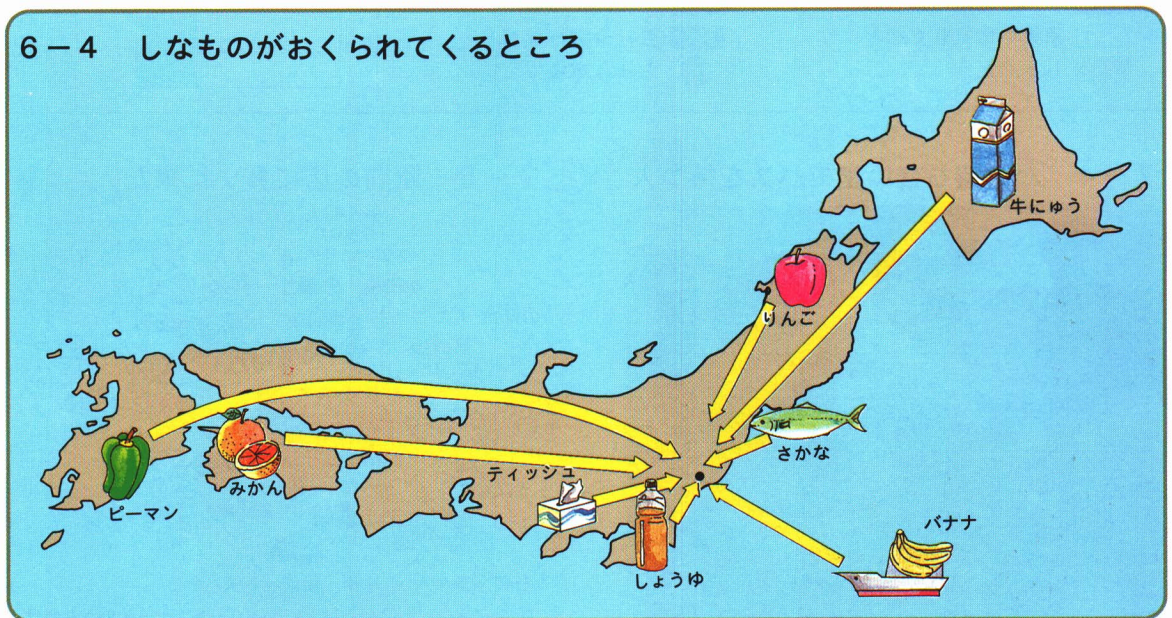 6－4　しなものがおくられてくるところ
牛にゅう
りんご
さかな
ティッシュ
みかん
ピーマン
バナナ
しょうゆ